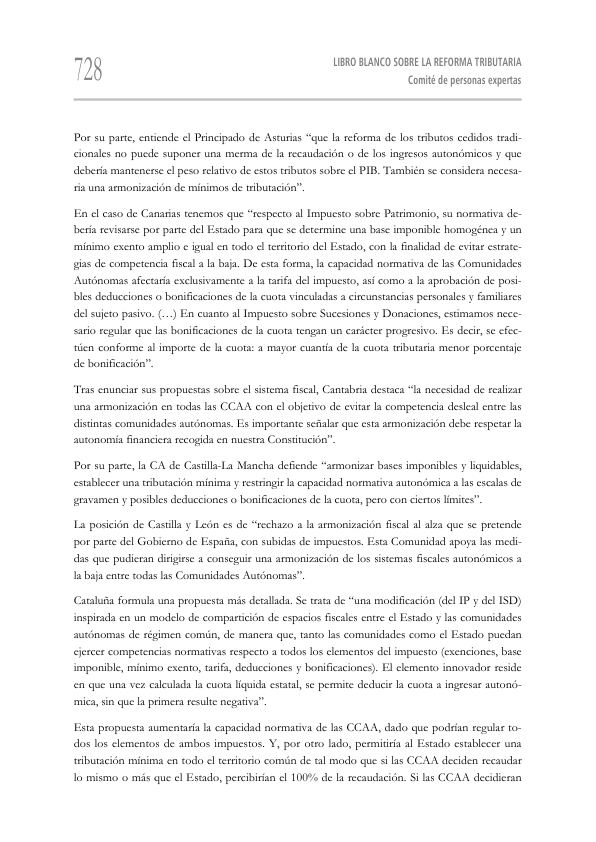 728
LIBRO BLANCO SOBRE LA REFORMA TRIBUTARIA
Comité de personas expertas
Por su parte, entiende el Principado de Asturias “que la reforma de los tributos cedidos tradi-
cionales no puede suponer una merma de la recaudación o de los ingresos autonómicos y que
debería mantenerse el peso relativo de estos tributos sobre el PIB. También se considera necesa-
ria una armonización de mínimos de tributación”.
En el caso de Canarias tenemos que “respecto al Impuesto sobre Patrimonio, su normativa de-
bería revisarse por parte del Estado para que se determine una base imponible homogénea y un
mínimo exento amplio e igual en todo el territorio del Estado, con la finalidad de evitar estrate-
gias de competencia fiscal a la baja. De esta forma, la capacidad normativa de las Comunidades
Autónomas afectaría exclusivamente a la tarifa del impuesto, así como a la aprobación de posi-
bles deducciones o bonificaciones de la cuota vinculadas a circunstancias personales y familiares
del sujeto pasivo. (…) En cuanto al Impuesto sobre Sucesiones y Donaciones, estimamos nece-
sario regular que las bonificaciones de la cuota tengan un carácter progresivo. Es decir, se efec-
túen conforme al importe de la cuota: a mayor cuantía de la cuota tributaria menor porcentaje
de bonificación”.
Tras enunciar sus propuestas sobre el sistema fiscal, Cantabria destaca “la necesidad de realizar
una armonización en todas las CCAA con el objetivo de evitar la competencia desleal entre las
distintas comunidades autónomas. Es importante señalar que esta armonización debe respetar la
autonomía financiera recogida en nuestra Constitución”.
Por su parte, la CA de Castilla-La Mancha defiende “armonizar bases imponibles y liquidables,
establecer una tributación mínima y restringir la capacidad normativa autonómica a las escalas de
gravamen y posibles deducciones o bonificaciones de la cuota, pero con ciertos límites”.
La posición de Castilla y León es de “rechazo a la armonización fiscal al alza que se pretende
por parte del Gobierno de España, con subidas de impuestos. Esta Comunidad apoya las medi-
das que pudieran dirigirse a conseguir una armonización de los sistemas fiscales autonómicos a
la baja entre todas las Comunidades Autónomas”.
Cataluña formula una propuesta más detallada. Se trata de “una modificación (del IP y del ISD)
inspirada en un modelo de compartición de espacios fiscales entre el Estado y las comunidades
autónomas de régimen común, de manera que, tanto las comunidades como el Estado puedan
ejercer competencias normativas respecto a todos los elementos del impuesto (exenciones, base
imponible, mínimo exento, tarifa, deducciones y bonificaciones). El elemento innovador reside
en que una vez calculada la cuota líquida estatal, se permite deducir la cuota a ingresar autonó-
mica, sin que la primera resulte negativa”.
Esta propuesta aumentaría la capacidad normativa de las CCAA, dado que podrían regular to-
dos los elementos de ambos impuestos. Y, por otro lado, permitiría al Estado establecer una
tributación mínima en todo el territorio común de tal modo que si las CCAA deciden recaudar
lo mismo o más que el Estado, percibirían el 100% de la recaudación. Si las CCAA decidieran